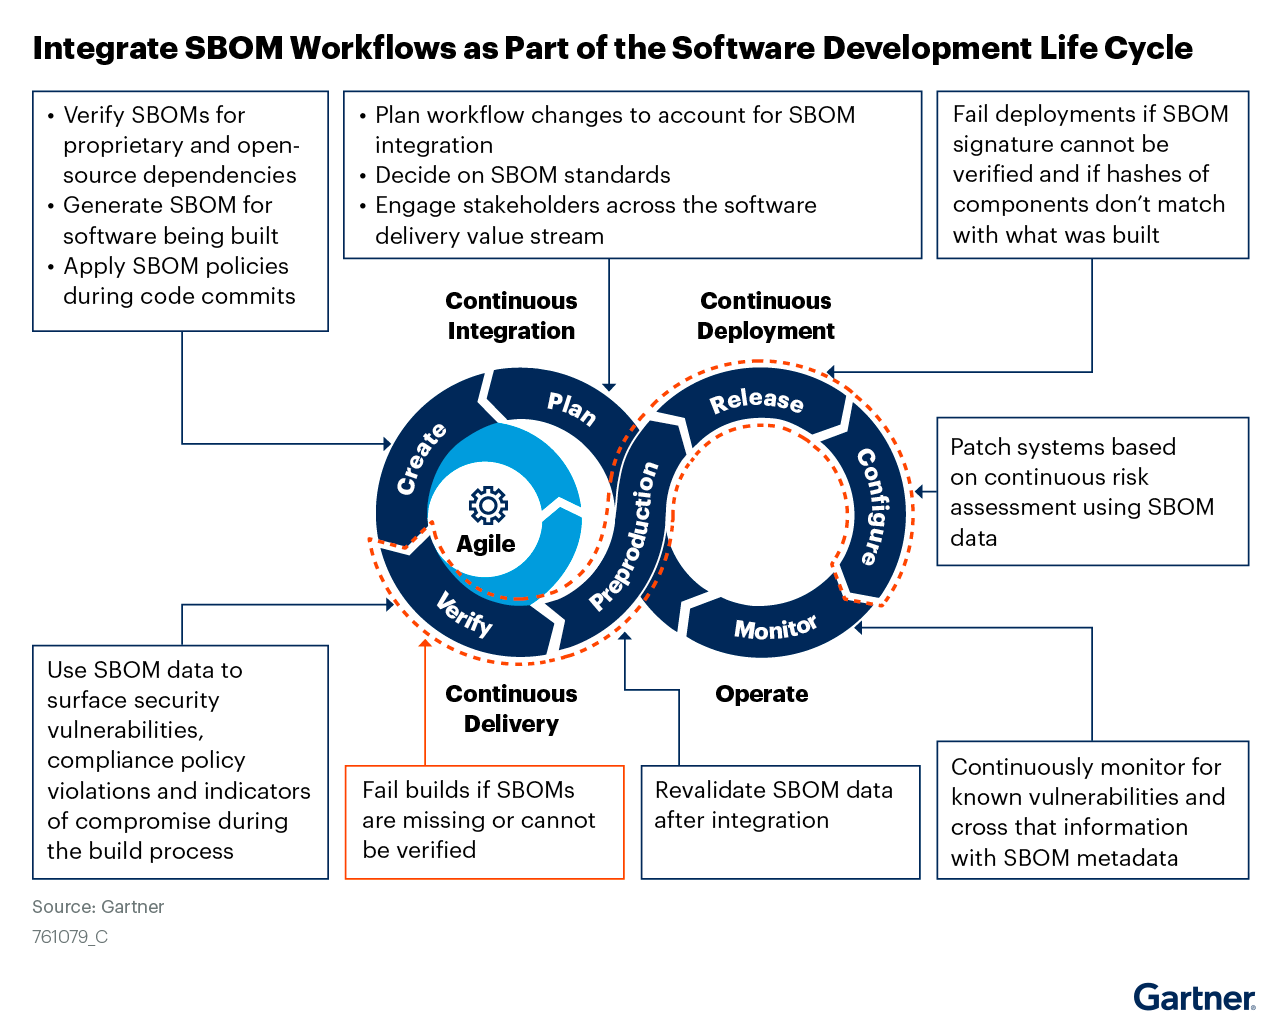 Integrate SBOM Workflows as Part of the Software Development Life Cycle
• Verify SBOMs for
proprietary and open-
source dependencies
• Generate SBOM for
software being built
• Apply SBOM policies
during code commits
• Plan workflow changes to account for SBOM
integration
• Decide on SBOM standards
• Engage stakeholders across the software
delivery value stream
Fail deployments if SBOM
signature cannot be
verified and if hashes of
components don’t match
with what was built
Continuous
Integration
Continuous
Deployment
Plan
Release
Create
Configure
Preproduction
Agile
Verify
Monitor
Patch systems based
on continuous risk
assessment using SBOM
data
Continuous
Delivery
Operate
Use SBOM data to
surface security
vulnerabilities,
compliance policy
violations and indicators
of compromise during
the build process
Fail builds if SBOMs
are missing or cannot
be verified
Revalidate SBOM data
after integration
Continuously monitor for
known vulnerabilities and
cross that information
with SBOM metadata
Source: Gartner
761079_C
Gartner®